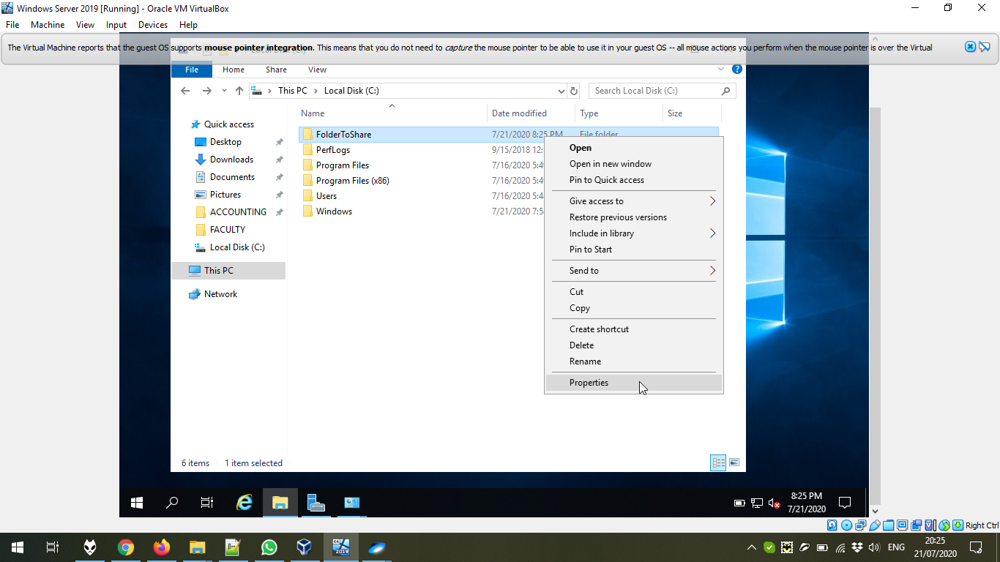 Windows Server 2019 [Running] - Oracle VM VirtualBox
File Machine View Input Devices Help
The Virtual Machine reports that the guest OS supports mouse pointer integration. This means that you do not need to capture the mouse pointer to be able to use it in your guest OS -- all mouse actions you perform when the mouse pointer is over the Virtual
File Home Share View
This PC > Local Disk (C:)
Search Local Disk (C:)
Name Date modified Type Size
Quick access
Desktop
Downloads
Documents
Pictures
ACCOUNTING
FACULTY
Local Disk (C:)
This PC
Network
FolderToShare 7/21/2020 8:25 PM File folder
PerfLogs 9/15/2018 12:
Program Files 7/16/2020 5:49
Program Files (x86) 7/16/2020 5:49
Users 7/16/2020 5:48
Windows 7/21/2020 7:5
Open
Open in new window
Pin to Quick access
Give access to
Restore previous versions
Include in library
Pin to Start
Send to
Cut
Copy
Create shortcut
Delete
Rename
Properties
6 items 1 item selected
8:25 PM
7/21/2020
Right Ctrl
2019
ENG
20:25
21/07/2020